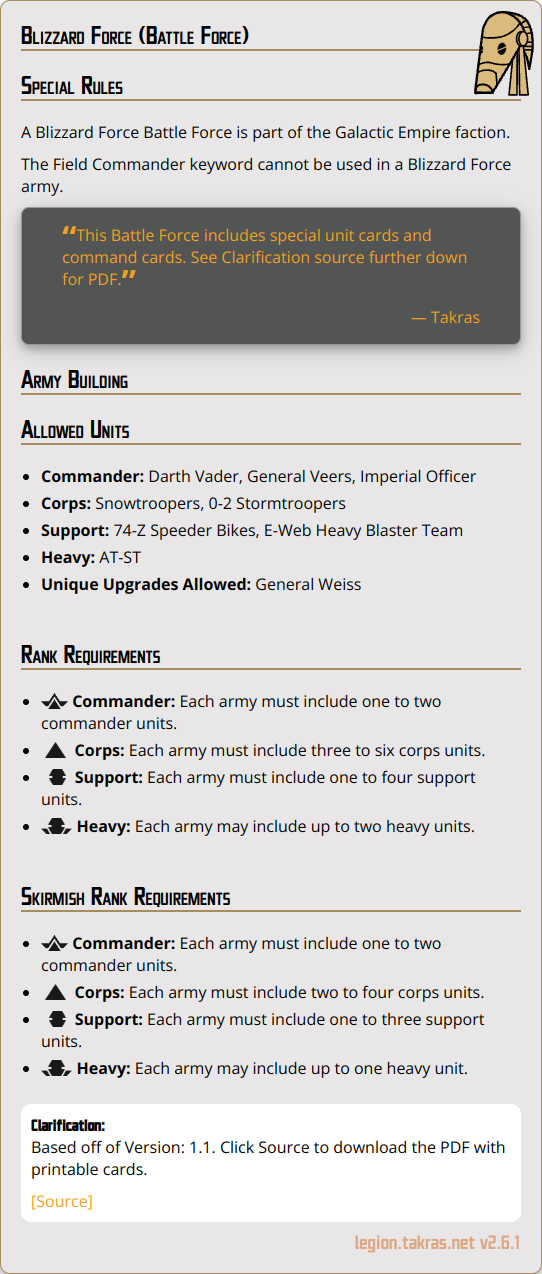 Blizzard Force (Battle Force)
Special Rules
A Blizzard Force Battle Force is part of the Galactic Empire faction.
The Field Commander keyword cannot be used in a Blizzard Force
army.
“This Battle Force includes special unit cards and
command cards. See Clarification source further down
for PDF.”
— Takras
Army Building
Allowed Units
• Commander: Darth Vader, General Veers, Imperial Officer
• Corps: Snowtroopers, 0-2 Stormtroopers
• Support: 74-Z Speeder Bikes, E-Web Heavy Blaster Team
• Heavy: AT-ST
• Unique Upgrades Allowed: General Weiss
Rank Requirements
• Commander: Each army must include one to two
commander units.
• Corps: Each army must include three to six corps units.
• Support: Each army must include one to four support
units.
• Heavy: Each army may include up to two heavy units.
Skirmish Rank Requirements
• Commander: Each army must include one to two
commander units.
• Corps: Each army must include two to four corps units.
• Support: Each army must include one to three support
units.
• Heavy: Each army may include up to one heavy unit.
Clarification:
Based off of Version: 1.1. Click Source to download the PDF with
printable cards.
[Source]
legion.takras.net v2.6.1